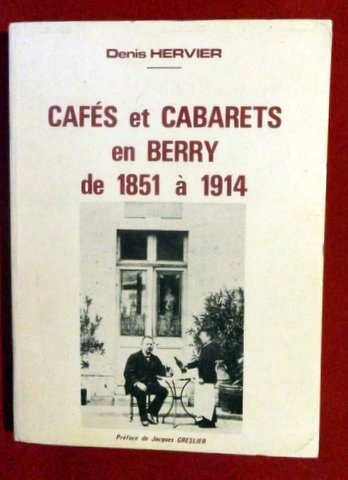 Denis HERVIER
CAFÉS et CABARETS
en BERRY
de 1851 à 1914
Préface de Jacques GRESLIER